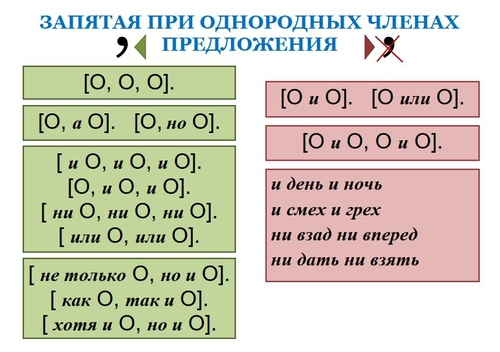 ЗАПЯТАЯ ПРИ ОДНОРОДНЫХ ЧЛЕНАХ
ПРЕДЛОЖЕНИЯ
,
,
[О, О, О].
[О, а О]. [О, но О].
[ и О, и О, и О].
[О, и О, и О].
[ ни О, ни О, ни О].
[ или О, или О].
[ не только О, но и О].
[ как О, так и О].
[ хотя и О, но и О].
[О и О]. [О или О].
[О и О, О и О].
и день и ночь
и смех и грех
ни взад ни вперед
ни дать ни взять